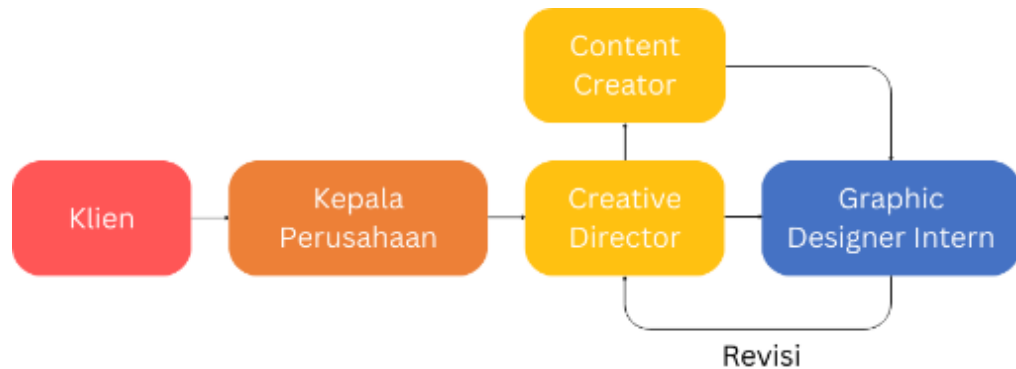 Content
Creator
Klien
Kepala
Perusahaan
Creative
Director
Graphic
Designer Intern
Revisi